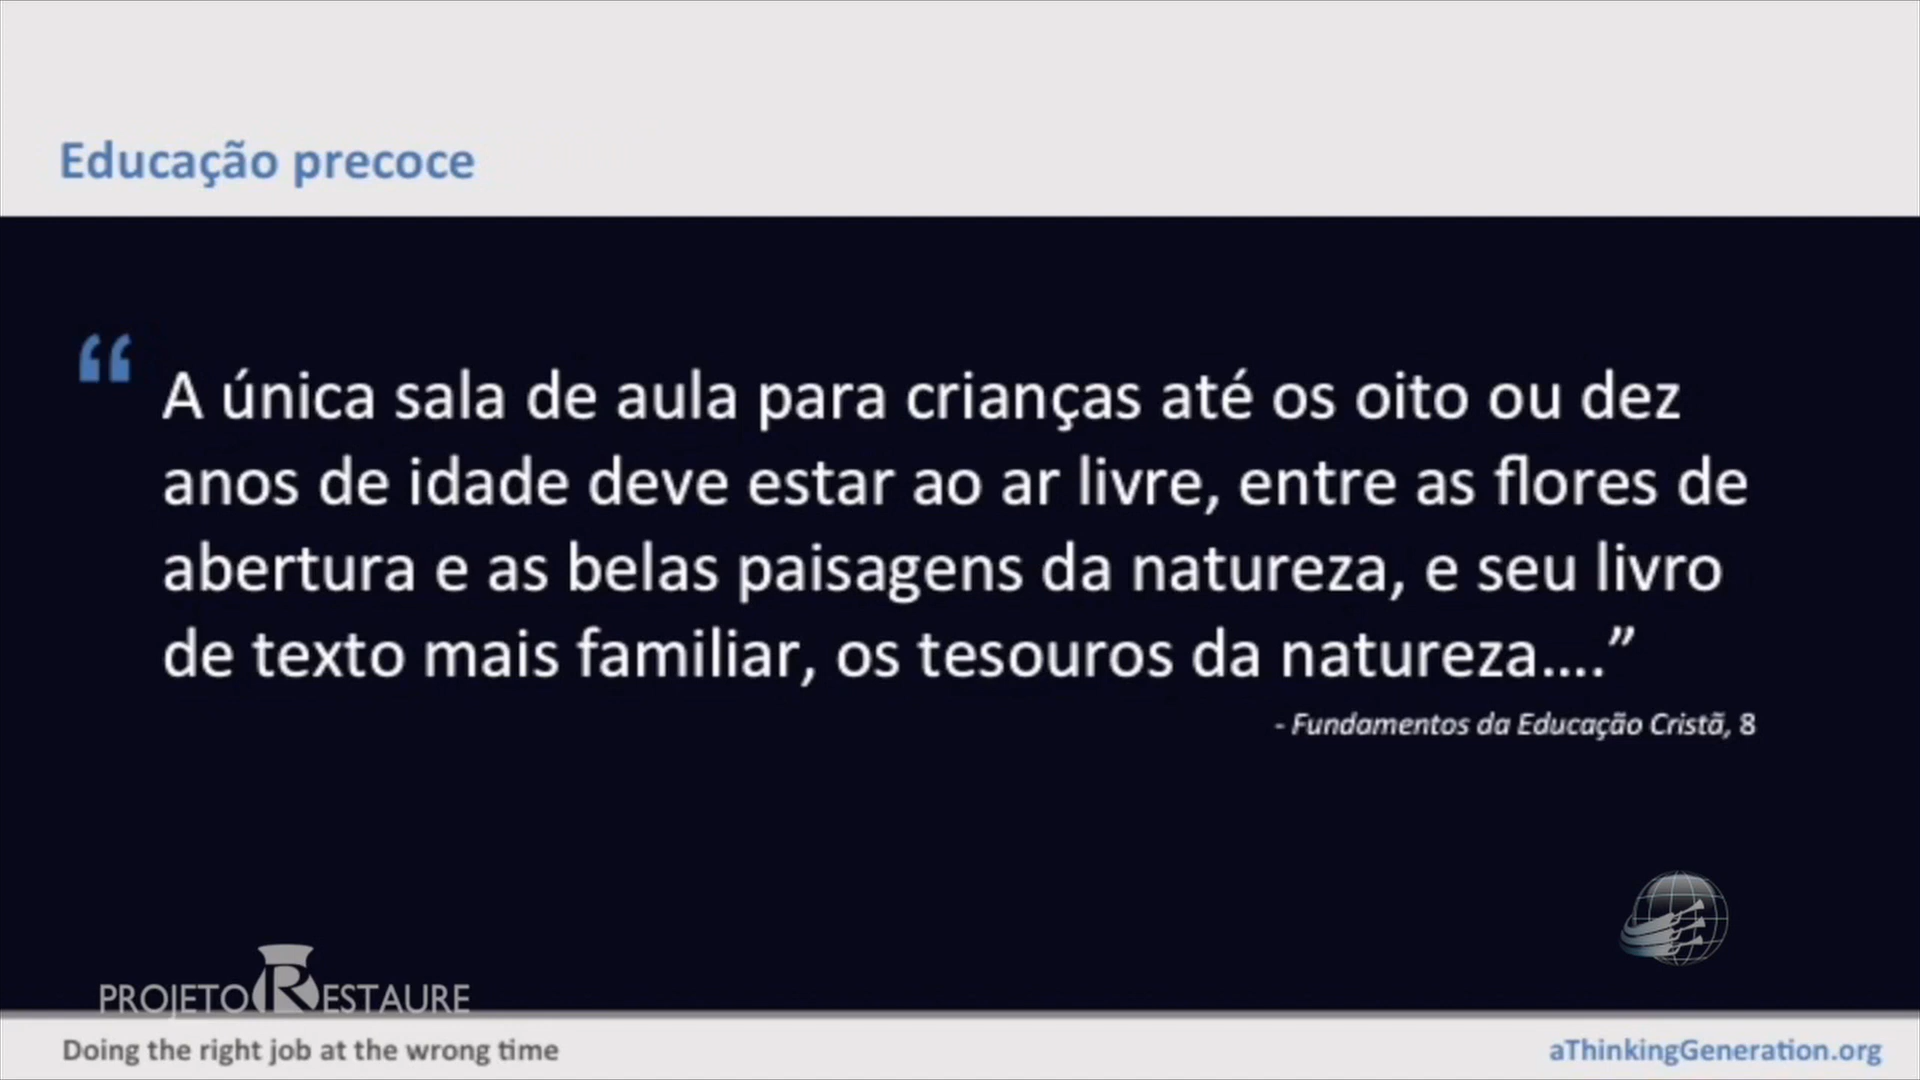 Educação precoce
“ A única sala de aula para crianças até os oito ou dez
anos de idade deve estar ao ar livre, entre as flores de
abertura e as belas paisagens da natureza, e seu livro
de texto mais familiar, os tesouros da natureza....”
- Fundamentos da Educação Cristã, 8
PROJETO RESTAURE
Doing the right job at the wrong time
aThinkingGeneration.org